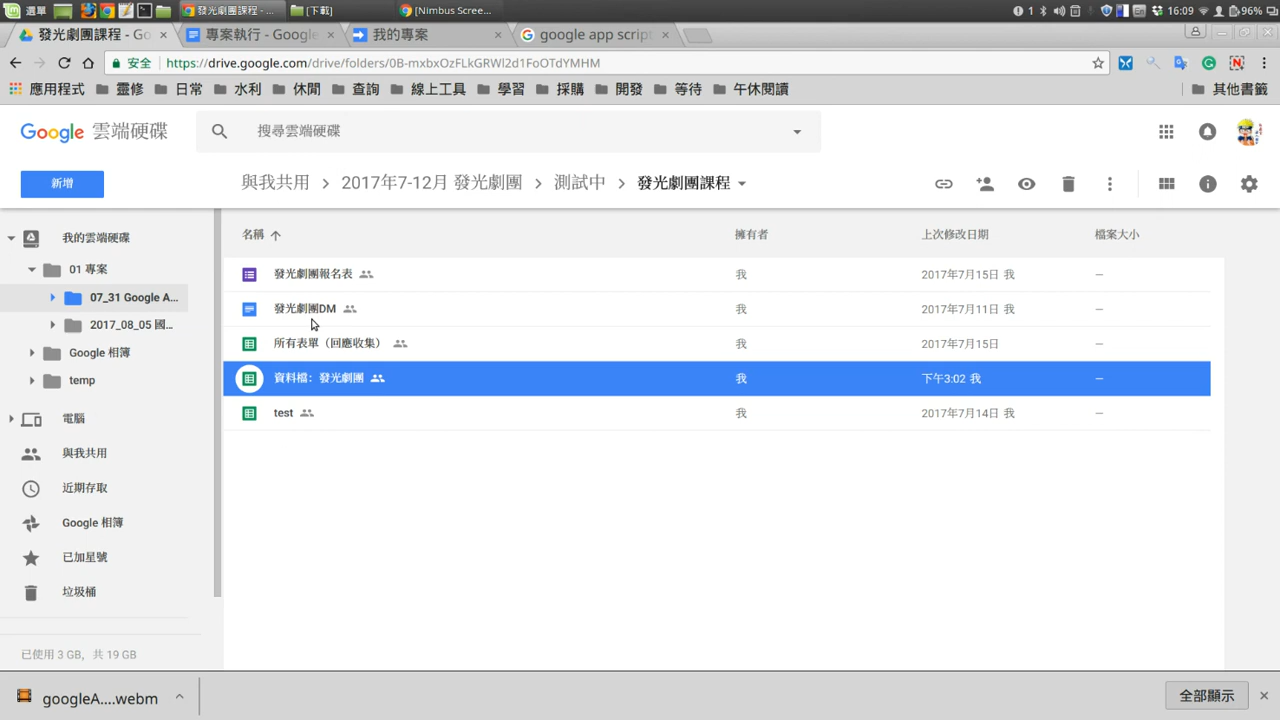 選單
發光劇團課程 - ...
[下載]
[Nimbus Scree...
16:09
96%
發光劇團課程 - Go
專案執行 - Google
我的專案
google app script
安全
https://drive.google.com/drive/folders/0B-mxbxOzFLkGRWl2d1FoOTdYMHM
應用程式
靈修
日常
水利
休閒
查詢
線上工具
學習
採購
開發
等待
午休閱讀
其他書籤
Google 雲端硬碟
搜尋雲端硬碟
新增
與我共用 > 2017年7-12月 發光劇團 > 測試中 > 發光劇團課程
我的雲端硬碟
01 專案
07_31 Google A...
2017_08_05 國...
Google 相簿
temp
電腦
與我共用
近期存取
Google 相簿
已加星號
垃圾桶
已使用 3 GB，共 19 GB
名稱
擁有者
上次修改日期
檔案大小
發光劇團報名表
我
2017年7月15日 我
—
發光劇團DM
我
2017年7月11日 我
—
所有表單（回應收集）
我
2017年7月15日
—
資料檔：發光劇團
我
下午3:02 我
—
test
我
2017年7月14日 我
—
googleA....webm
全部顯示